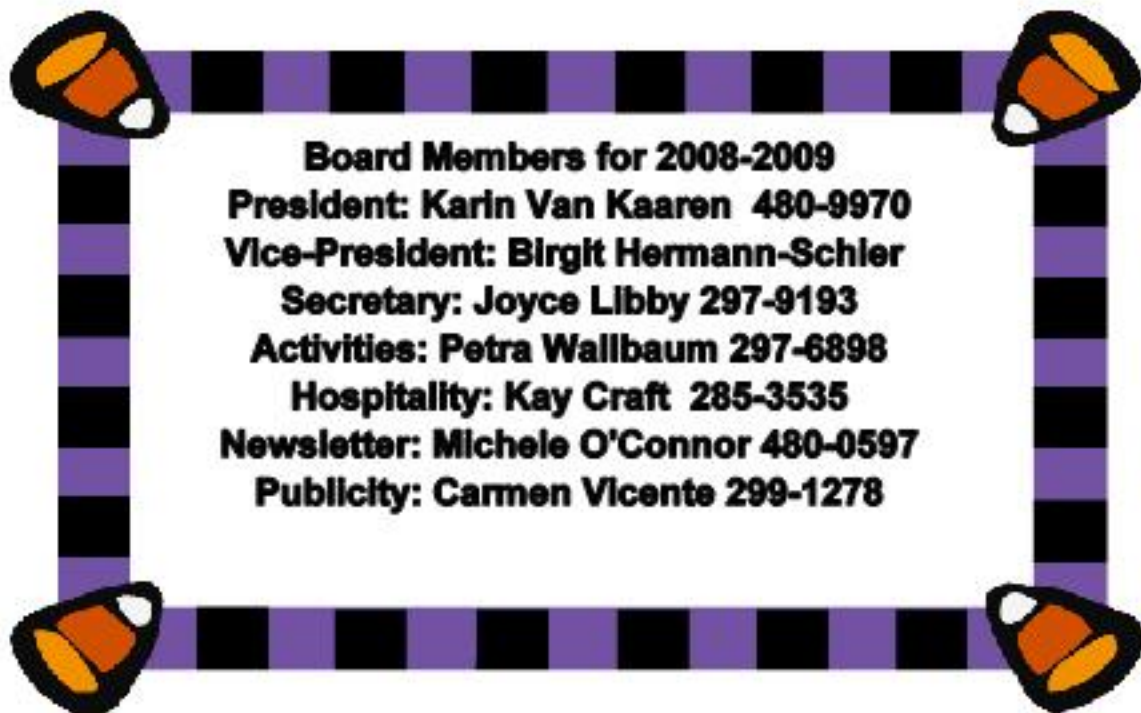 Board Members for 2008-2009
President: Karin Van Kaaren 480-9970
Vice-President: Birgit Hermann-Schier
Secretary: Joyce Libby 297-9193
Activities: Petra Wallbaum 297-6898
Hospitality: Kay Craft 285-3535
Newsletter: Michele O'Connor 480-0597
Publicity: Carmen Vicente 299-1278